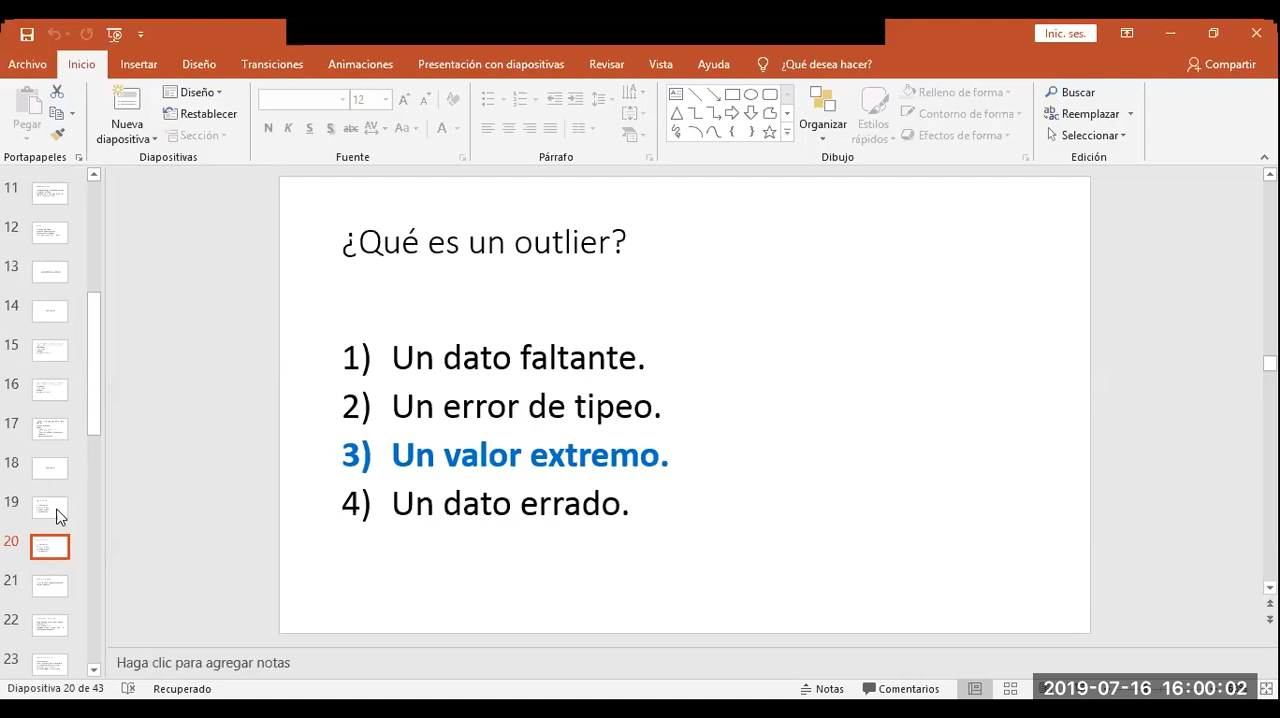 Inic. ses.
Archivo Inicio Insertar Diseño Transiciones Animaciones Presentación con diapositivas Revisar Vista Ayuda ¿Qué desea hacer? Compartir
Pegar
Nueva diapositiva
Diseño
Restablecer
Sección
12
N K S S abc AV Aa A
Organizar
Estilos rápidos
Relleno de forma
Contorno de forma
Efectos de forma
Buscar
Reemplazar
Seleccionar
Portapapeles Diapositivas Fuente Párrafo Dibujo Edición
11
12
13
14
15
16
17
18
19
20
21
22
23
¿Qué es un outlier?
1) Un dato faltante.
2) Un error de tipeo.
3) Un valor extremo.
4) Un dato errado.
Haga clic para agregar notas
Diapositiva 20 de 43 Recuperado Notas Comentarios
2019-07-16 16:00:02